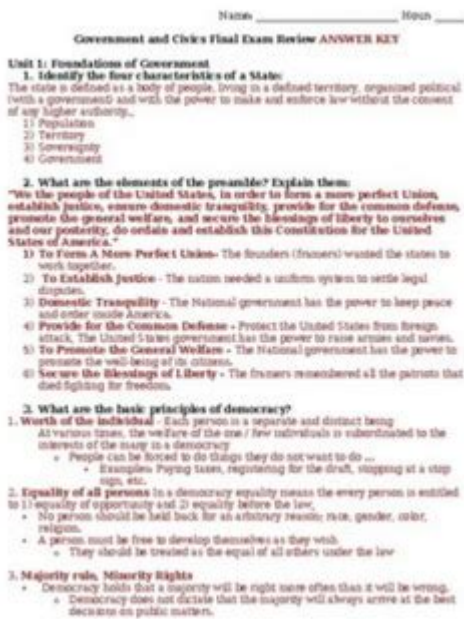 Name: Hour:
Government and Civics Final Exam Review ANSWER KEY
Unit 1: Foundations of Government
1. Identify the four characteristics of a State:
The state is defined as a body of people, living in a defined territory, organized political
(with a government) and with the power to make and enforce law without the consent
of any higher authority..
1) Population
2) Territory
3) Sovereignty
4) Government
2. What are the elements of the preamble? Explain them:
"We the people of the United States, in order to form a more perfect Union,
establish justice, ensure domestic tranquility, provide for the common defense,
promote the general welfare, and secure the blessings of liberty to ourselves
and our posterity, do ordain and establish this Constitution for the United
States of America."
1) To Form A More Perfect Union- The founders (framers) wanted the states to
work together.
2) To Establish Justice - The nation needed a uniform system to settle legal
disputes.
3) Domestic Tranquility - The National government has the power to keep peace
and order inside America.
4) Provide for the Common Defense - Protect the United States from foreign
attack, The United States government has the power to raise armies and navies.
5) To Promote the General Welfare - The National government has the power to
promote the well-being of its citizens.
6) Secure the Blessings of Liberty - The framers remembered all the patriots that
died fighting for freedom.
3. What are the basic principles of democracy?
1. Worth of the individual - Each person is a separate and distinct being
At various times, the welfare of the one / few individuals is subordinated to the
interests of the many in a democracy
People can be forced to do things they do not want to do ...
Examples: Paying taxes, registering for the draft, stopping at a stop
sign, etc.
2. Equality of all persons In a democracy equality means the every person is entitled
to 1) equality of opportunity and 2) equality before the law,
No person should be held back for an arbitrary reason: race, gender, color,
religion.
A person must be free to develop themselves as they wish.
They should be treated as the equal of all others under the law
3. Majority rule, Minority Rights
Democracy holds that a majority will be right more often than it will be wrong.
Democracy does not dictate that the majority will always arrive at the best
decisions on public matters.